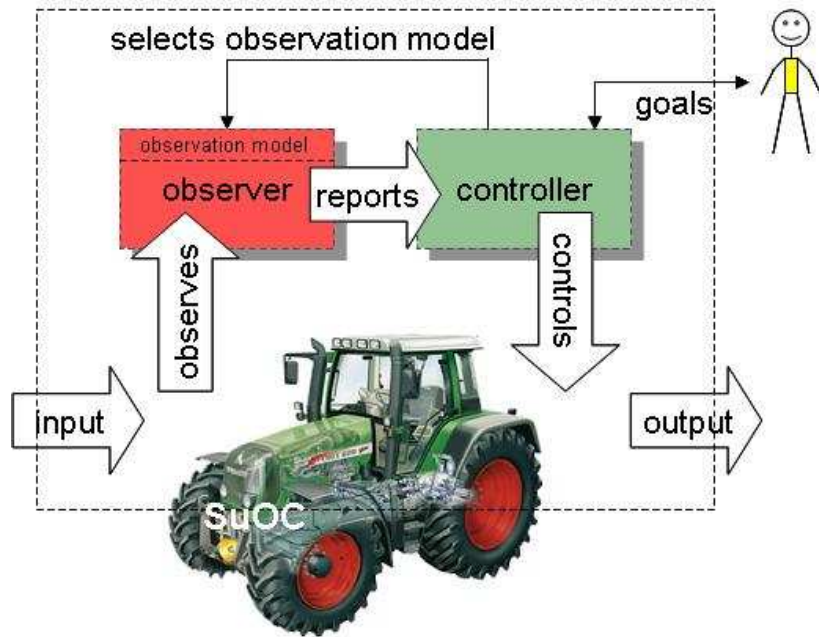 selects observation model
goals
observation model
observer
reports
controller
observes
controls
input
output
SuOC